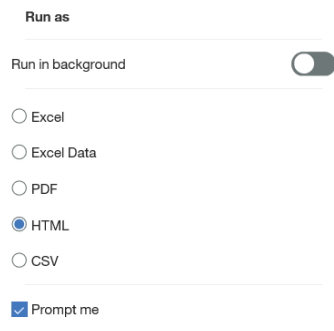 Run as
Run in background
Excel
Excel Data
PDF
HTML
CSV
Prompt me